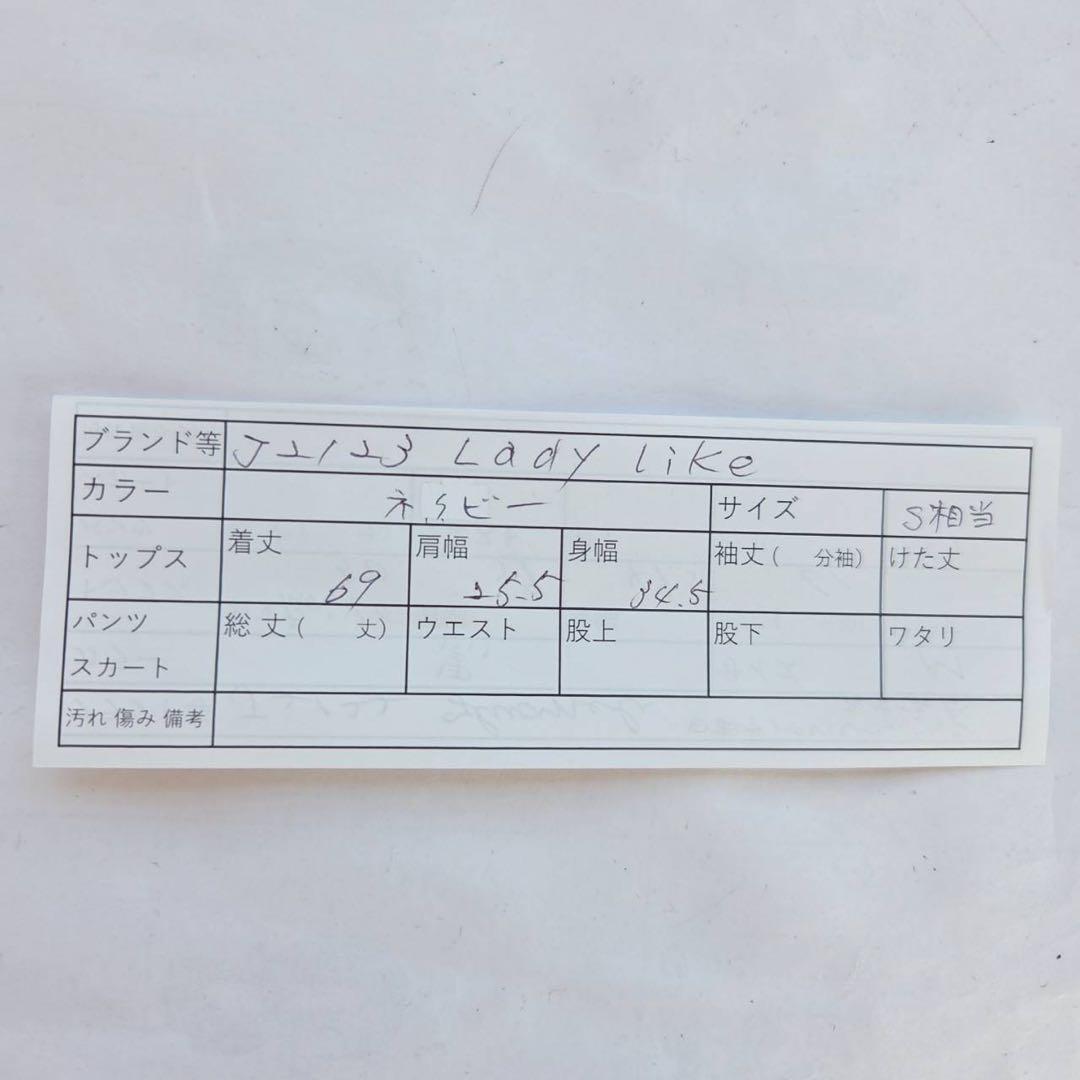 ブランド等 J2123 Lady like
カラー ネイビー サイズ S相当
トップス 着丈 69 肩幅 25.5 身幅 34.5 袖丈( 分袖) けた丈
パンツ スカート 総丈( 丈) ウエスト 股上 股下 ワタリ
汚れ 傷み 備考